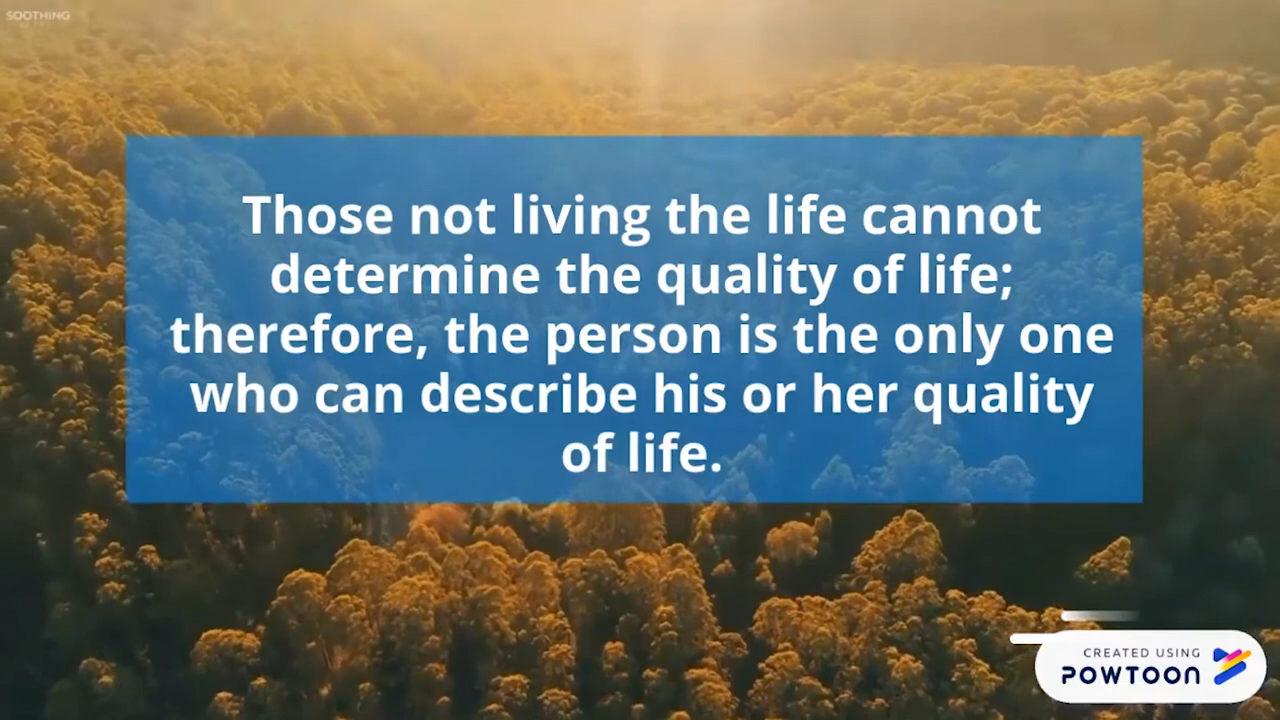 SOOTHING
Those not living the life cannot
determine the quality of life;
therefore, the person is the only one
who can describe his or her quality
of life.
CREATED USING
POWTOON